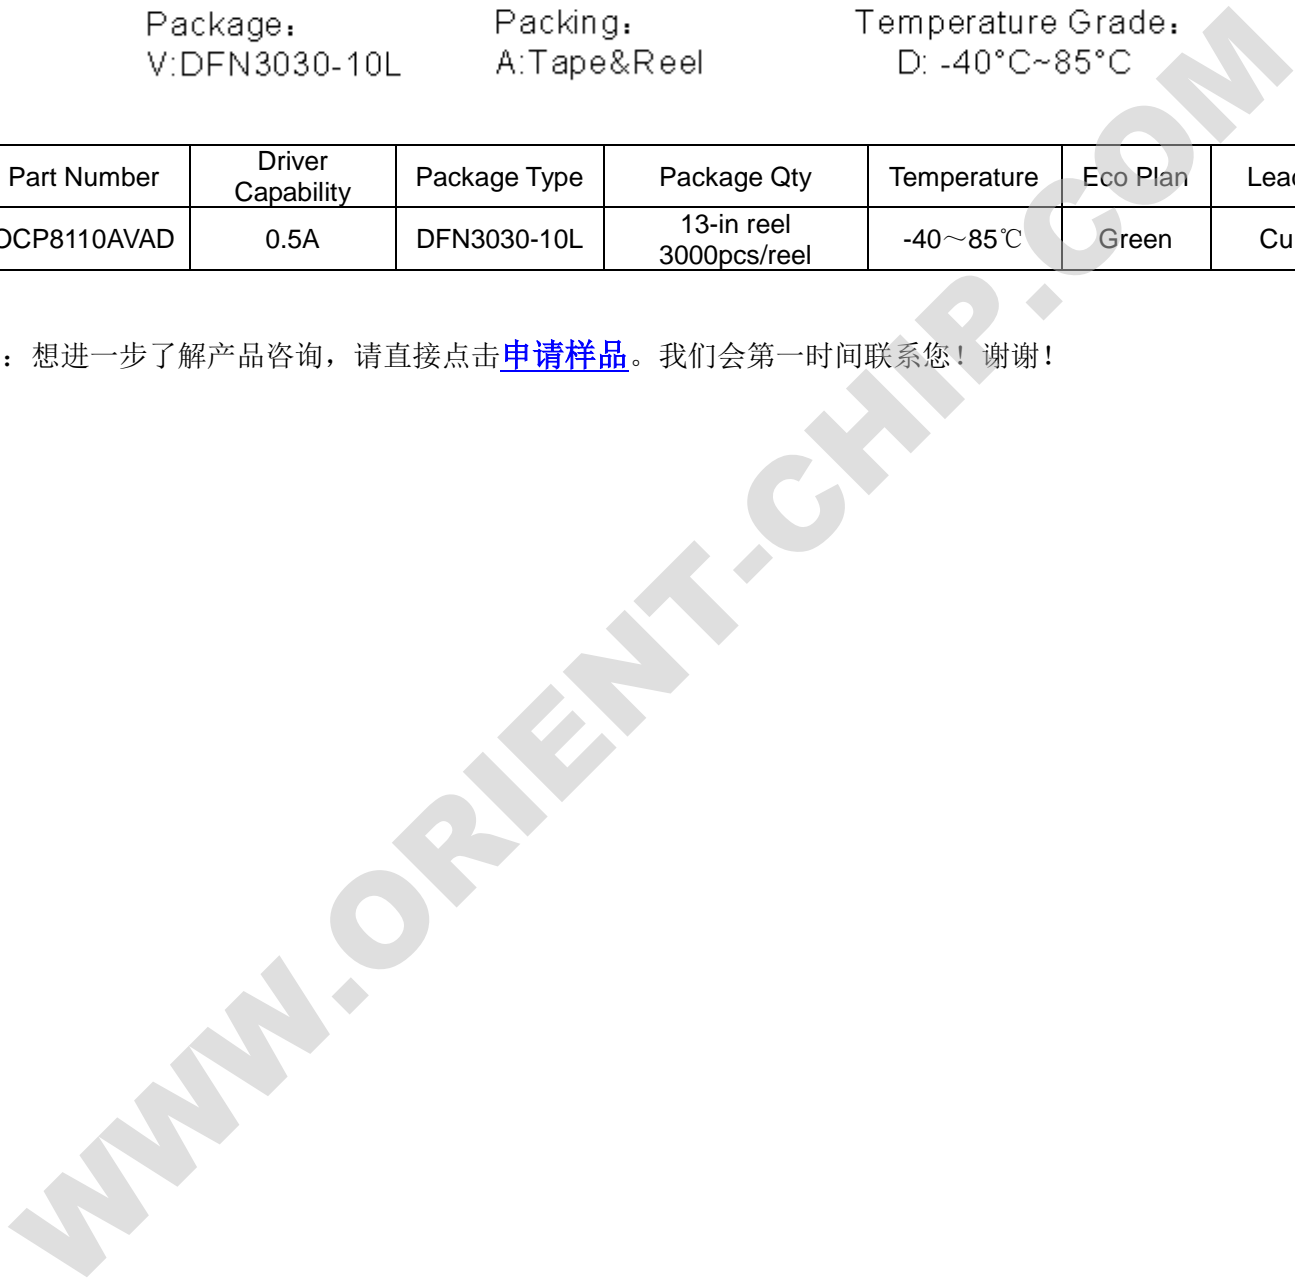 Package： Packing： Temperature Grade：
V:DFN3030-10L A:Tape&Reel D: -40°C~85°C
Part Number Driver Capability Package Type Package Qty Temperature Eco Plan
0.5A DFN3030-10L 13-in reel 3000pcs/reel -40～85℃ Green Cu
：想进一步了解产品咨询，请直接点击申请样品。我们会第一时间联系您！谢谢！
WWW.ORIENT-CHIP.COM